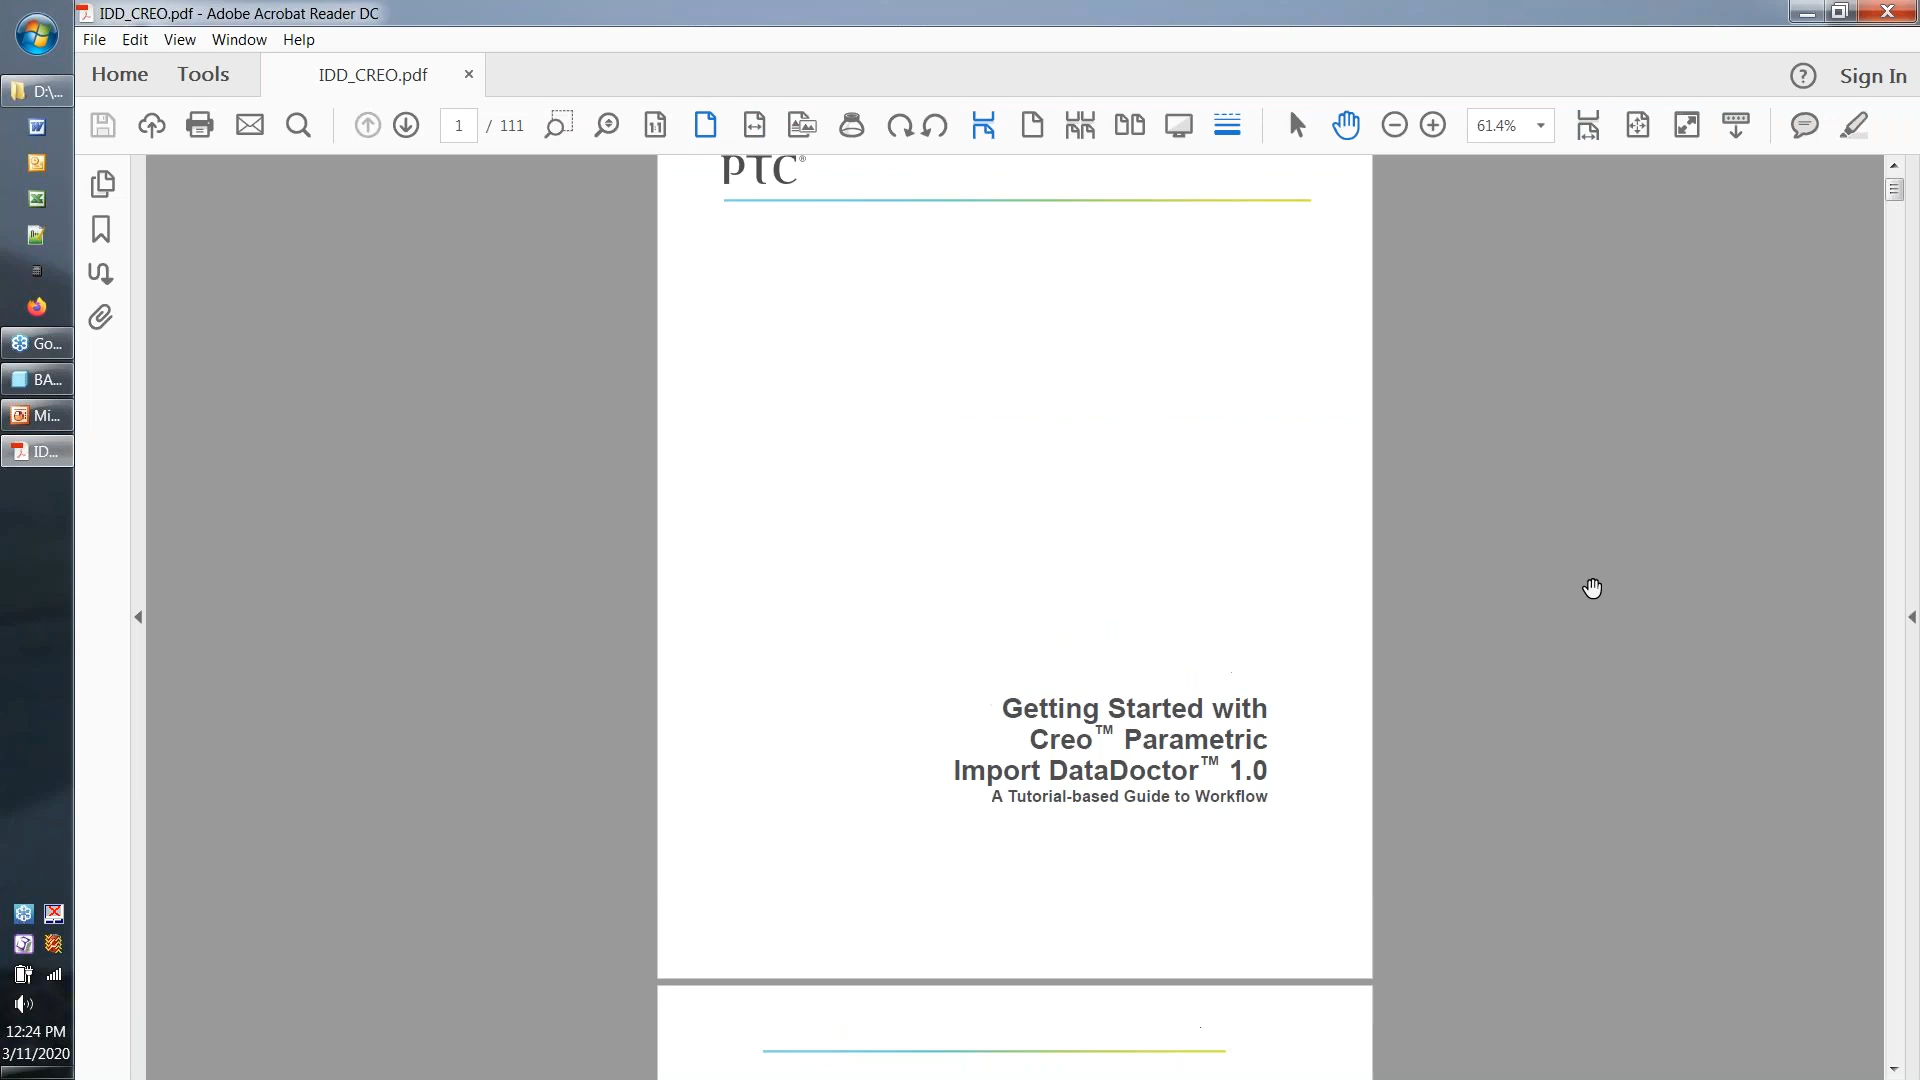 IDD_CREO.pdf - Adobe Acrobat Reader DC
File Edit View Window Help
Home Tools IDD_CREO.pdf × ? Sign In
1 / 111 1:1 61.4%
D:\...
Go...
BA...
Mi...
ID...
PTC®
Getting Started with
Creo™ Parametric
Import DataDoctor™ 1.0
A Tutorial-based Guide to Workflow
12:24 PM
3/11/2020